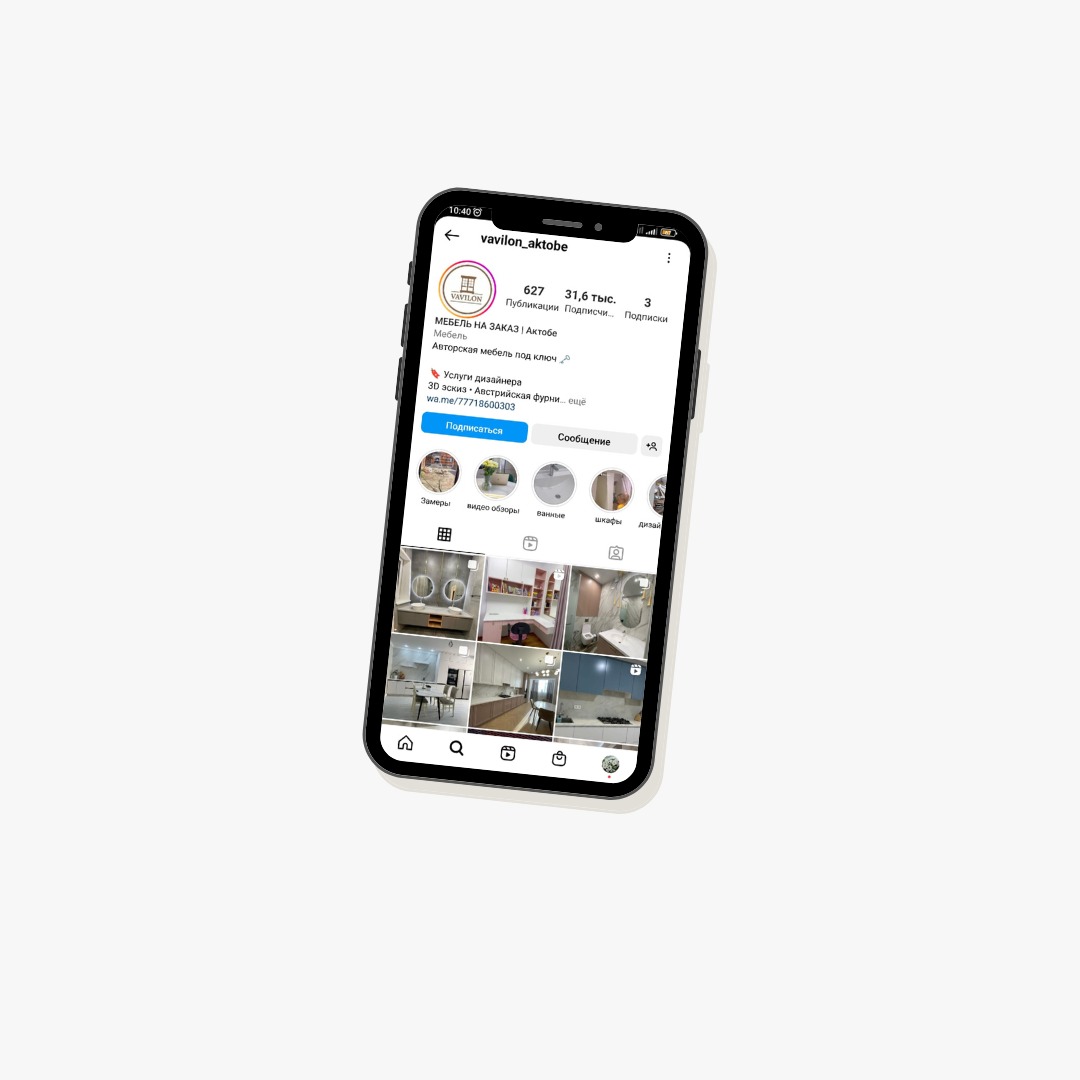 10:40
vavilon_aktobe
VAVILON
627
31,6 тыс.
3
Публикации
Подписчи...
Подписки
МЕБЕЛЬ НА ЗАКАЗ | Актобе
Мебель
Авторская мебель под ключ 🗝️
🔖 Услуги дизайнера
3D эскиз • Австрийская фурни... ещё
wa.me/77718600303
Подписаться
Сообщение
Замеры
видео обзоры
ванные
шкафы
дизай